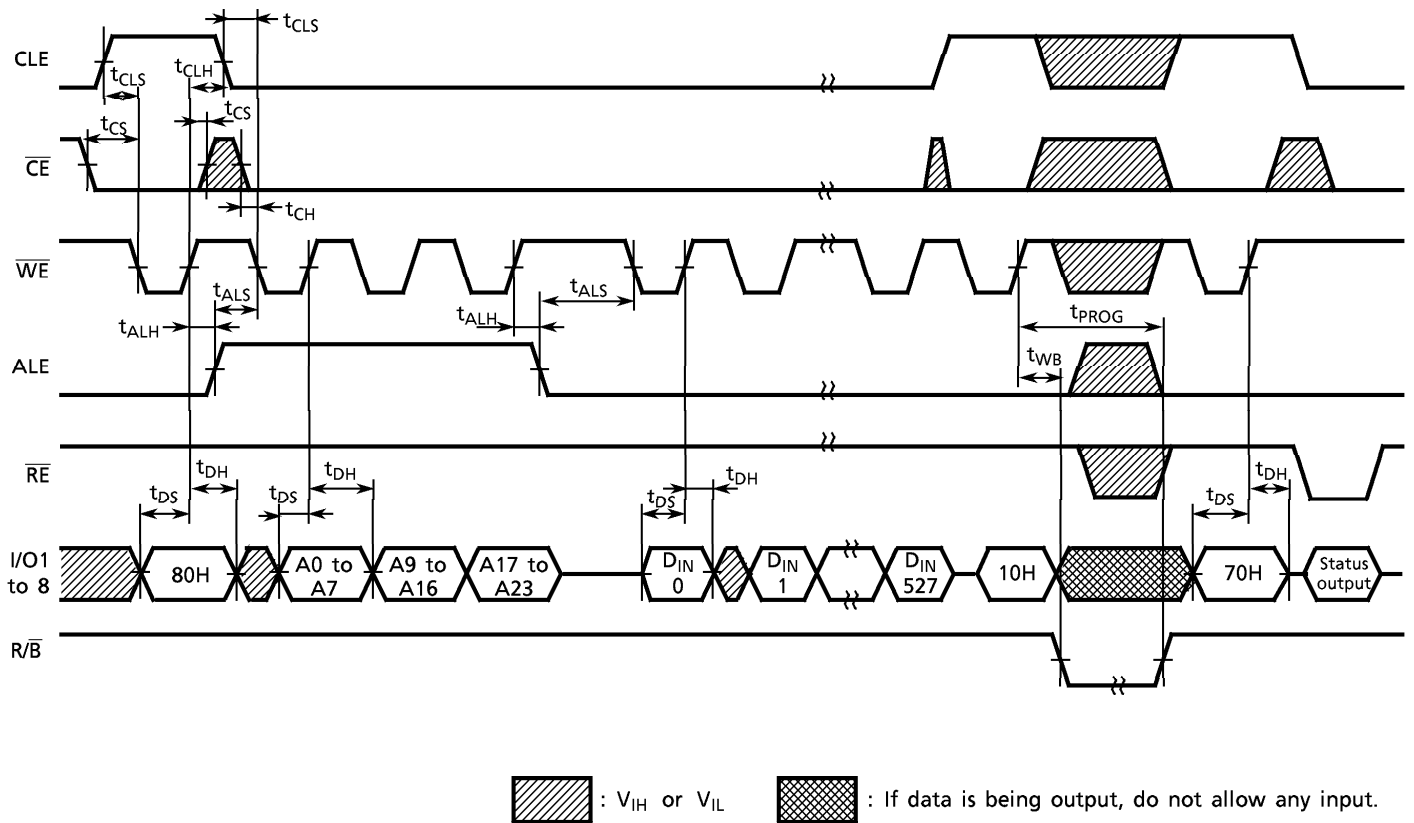 tCLS
CLE
tCLS
tCLH
tCS
tCS
CE
tCH
WE
tALS
tALS
tALH
tALH
tPROG
tWB
ALE
RE
tDH
tDH
tDH
tDH
tDS
tDS
tDS
tDS
I/O1
to 8
80H
A0 to
A7
A9 to
A16
A17 to
A23
DIN
0
DIN
1
DIN
527
10H
70H
Status
output
R/B
: VIH or VIL
: If data is being output, do not allow any input.